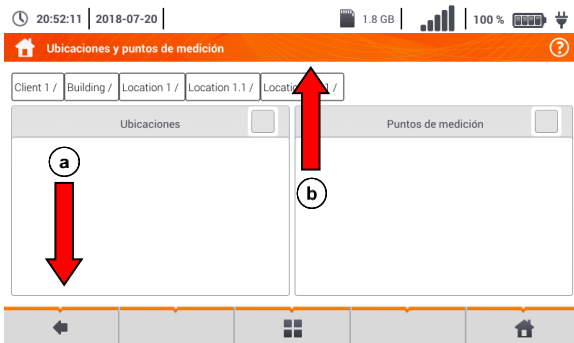 20:52:11 2018-07-20 1.8 GB 100 %
Ubicaciones y puntos de medición ?
Client 1 / Building / Location 1 / Location 1.1 / 1 /
Ubicaciones Puntos de medición
a
b